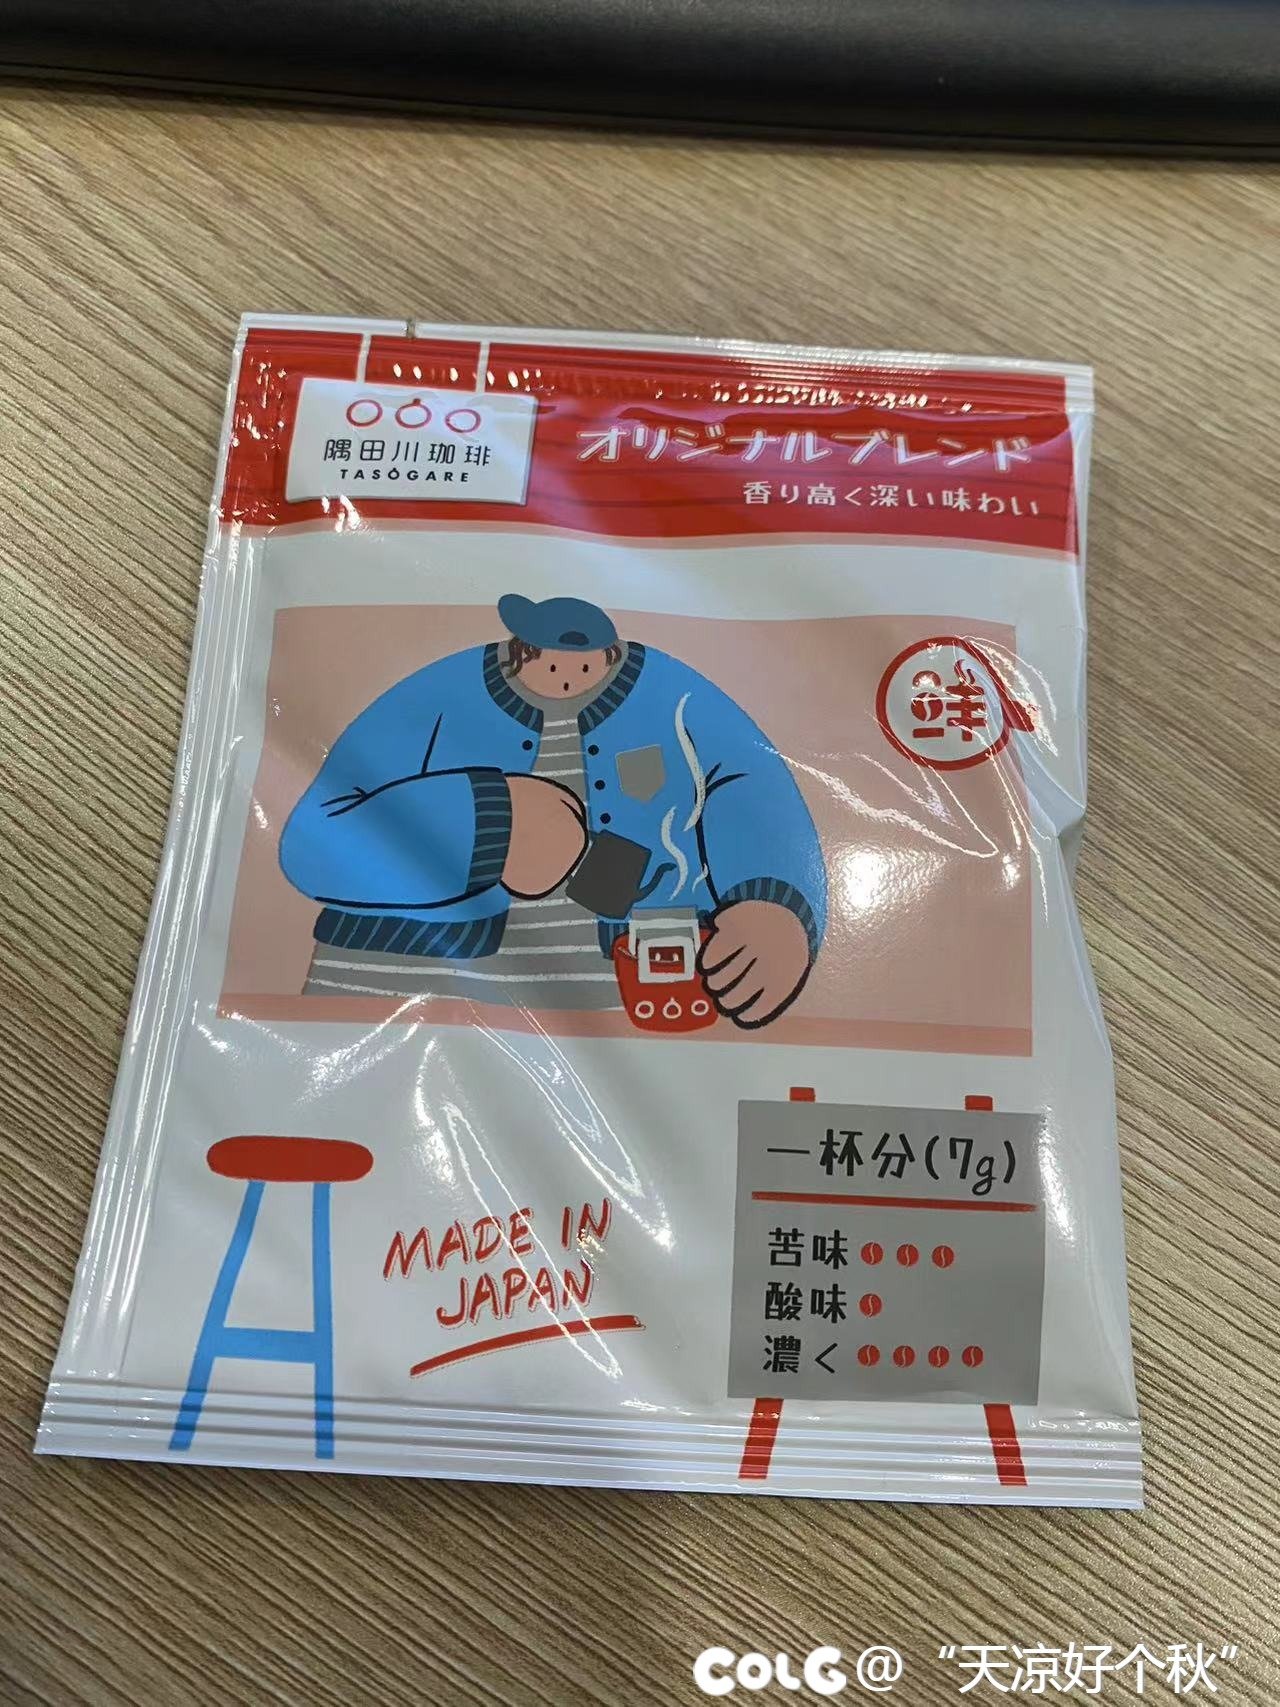 隅田川珈琲
TASOGARE
オリジナルブレンド
香り高く深い味わい
味
MADE IN
JAPAN
一杯分(7g)
苦味
酸味
濃く
COLG@“天凉好个秋”